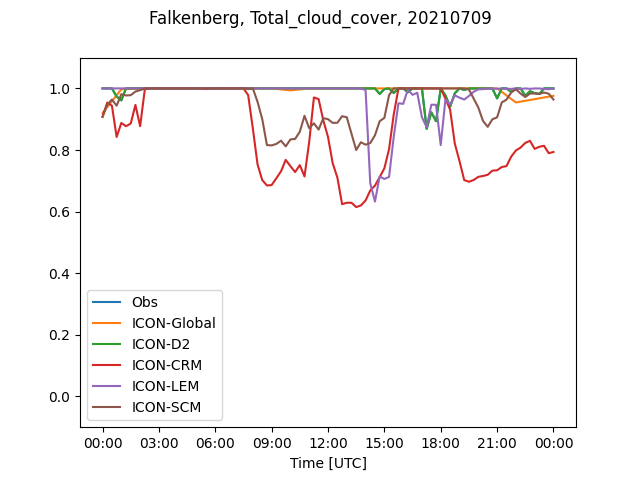 Falkenberg, Total_cloud_cover, 20210709
1.0
0.8
0.6
0.4
0.2
0.0
Obs
ICON-Global
ICON-D2
ICON-CRM
ICON-LEM
ICON-SCM
00:00 03:00 06:00 09:00 12:00 15:00 18:00 21:00 00:00
Time [UTC]